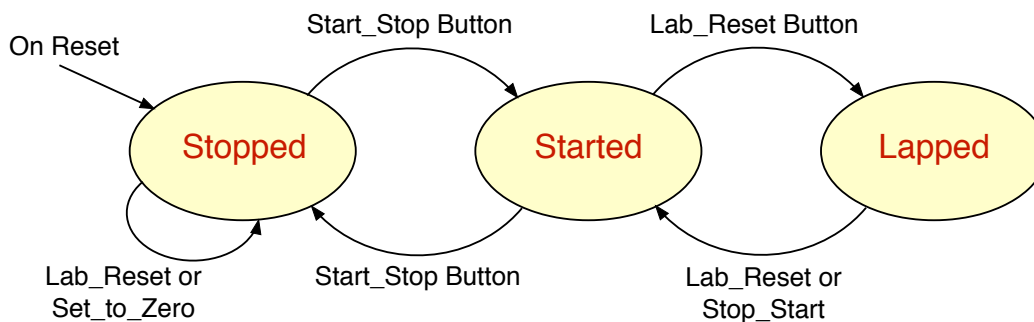 Start_Stop Button
Lab_Reset Button
On Reset
Stopped
Started
Lapped
Lab_Reset or
Set_to_Zero
Start_Stop Button
Lab_Reset or
Stop_Start